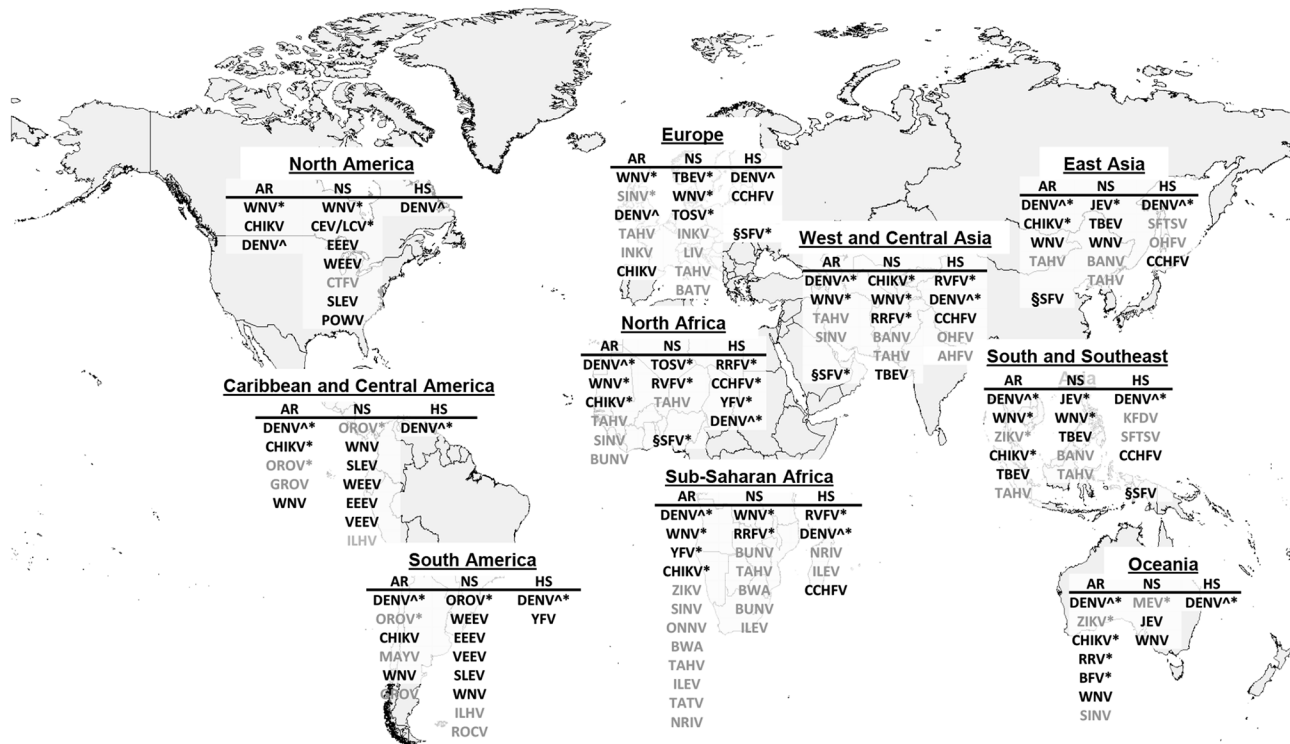 North America
AR NS HS
WNV* WNV* DENV^
CHIKV CEV/LCV*
DENV^ EEEV
WEEV
CTFV
SLEV
POWV
Caribbean and Central America
AR NS HS
DENV^* OROV* DENV^*
CHIKV* WNV
OROV* SLEV
GROV WEEV
WNV EEEV
VEEV
ILHV
South America
AR NS HS
DENV^* OROV* DENV^*
OROV* WEEV YFV
CHIKV EEEV
MAYV VEEV
WNV SLEV
GROV WNV
ILHV
ROCV
Europe
AR NS HS
WNV* TBEV* DENV^
SINV* WNV* CCHFV
DENV^ TOSV*
TAHV INKV §SFV*
INKV LIV
CHIKV TAHV
BATV
North Africa
AR NS HS
DENV^* TOSV* RRFV*
WNV* RVFV* CCHFV*
CHIKV* TAHV YFV*
TAHV DENV^*
SINV §SFV*
BUNV
Sub-Saharan Africa
AR NS HS
DENV^* WNV* RVFV*
WNV* RRFV* DENV^*
YFV* BUNV NRIV
CHIKV* TAHV ILEV
ZIKV BWA CCHFV
SINV BUNV
ONNV ILEV
BWA
TAHV
ILEV
TATV
NRIV
West and Central Asia
AR NS HS
DENV^* CHIKV* RVFV*
WNV* WNV* DENV^*
TAHV RRFV* CCHFV
SINV BANV OHFV
TAHV AHFV
§SFV* TBEV
East Asia
AR NS HS
DENV^* JEV* DENV^*
CHIKV* TBEV SFTSV
WNV WNV OHFV
TAHV BANV CCHFV
TAHV
§SFV
South and Southeast
Asia
AR NS HS
DENV^* JEV* DENV^*
WNV* WNV* KFDV
ZIKV* TBEV SFTSV
CHIKV* BANV CCHFV
TBEV TAHV
TAHV §SFV
Oceania
AR NS HS
DENV^* MEV* DENV^*
ZIKV* JEV
CHIKV* WNV
RRV*
BFV*
WNV
SINV